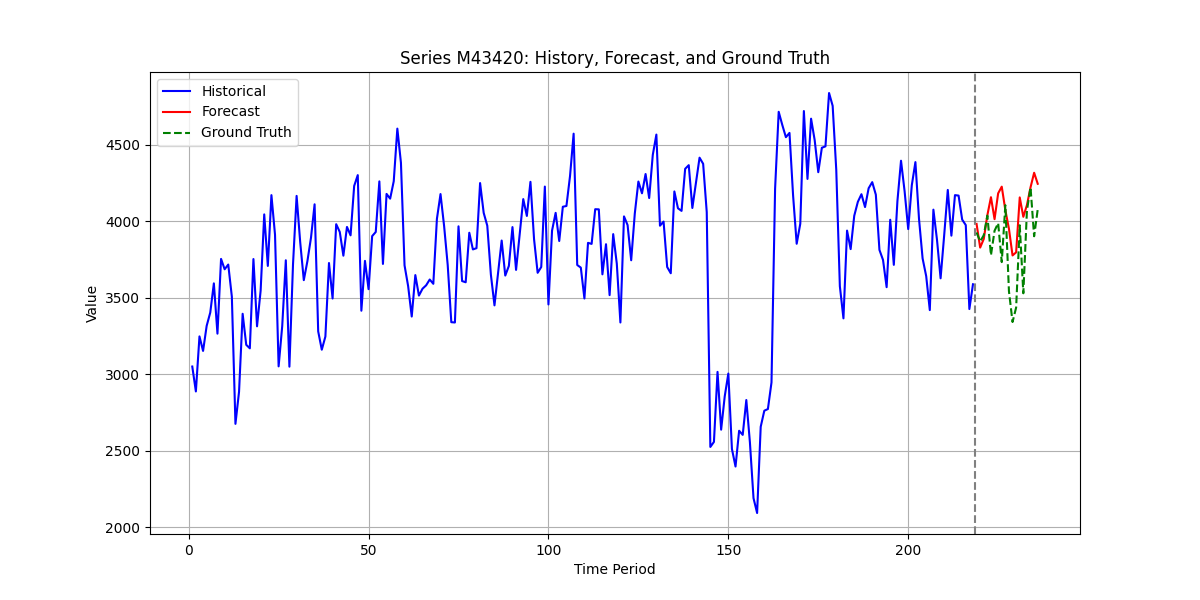 Series M43420: History, Forecast, and Ground Truth
Historical
Forecast
Ground Truth
4500
4000
3500
3000
2500
2000
Value
0 50 100 150 200
Time Period